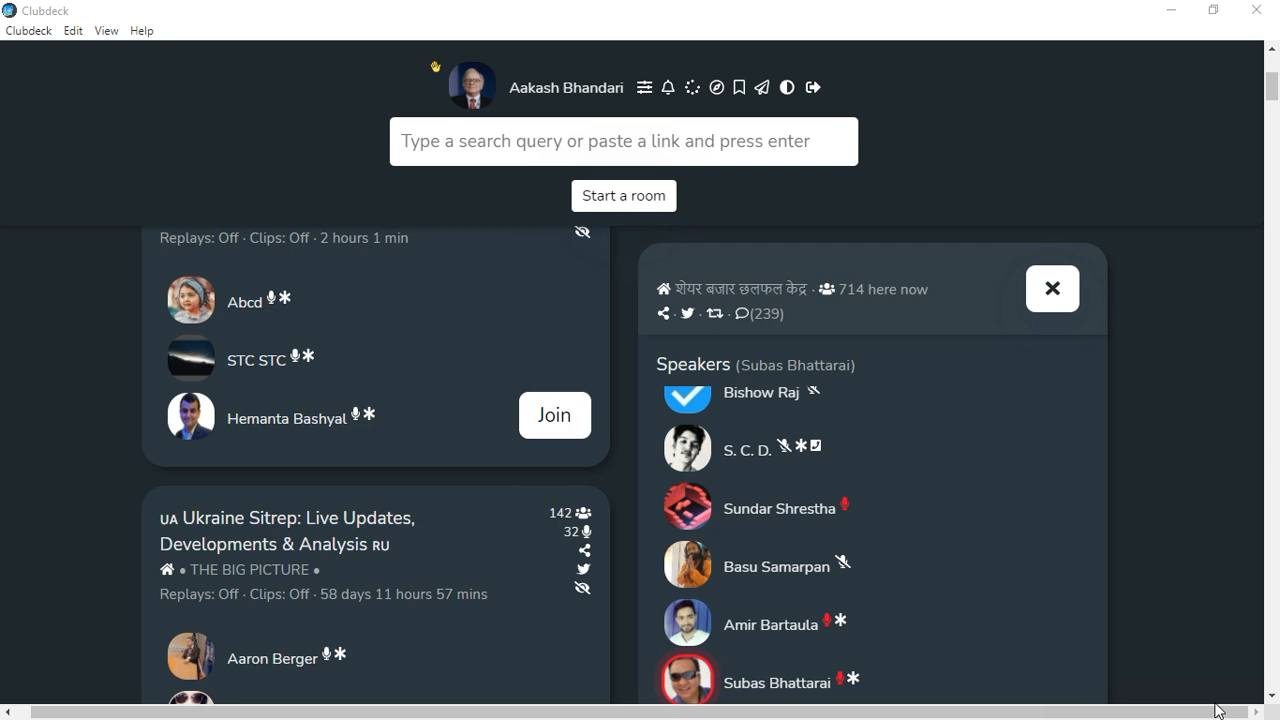 Clubdeck
Clubdeck Edit View Help
Aakash Bhandari
Type a search query or paste a link and press enter
Start a room
Replays: Off · Clips: Off · 2 hours 1 min
Abcd
STC STC
Hemanta Bashyal
Join
UA Ukraine Sitrep: Live Updates,
Developments & Analysis RU
142
32
• THE BIG PICTURE •
Replays: Off · Clips: Off · 58 days 11 hours 57 mins
Aaron Berger
शेयर बजार छलफल केद्र · 714 here now
· · · (239)
Speakers (Subas Bhattarai)
Bishow Raj
S. C. D.
Sundar Shrestha
Basu Samarpan
Amir Bartaula
Subas Bhattarai